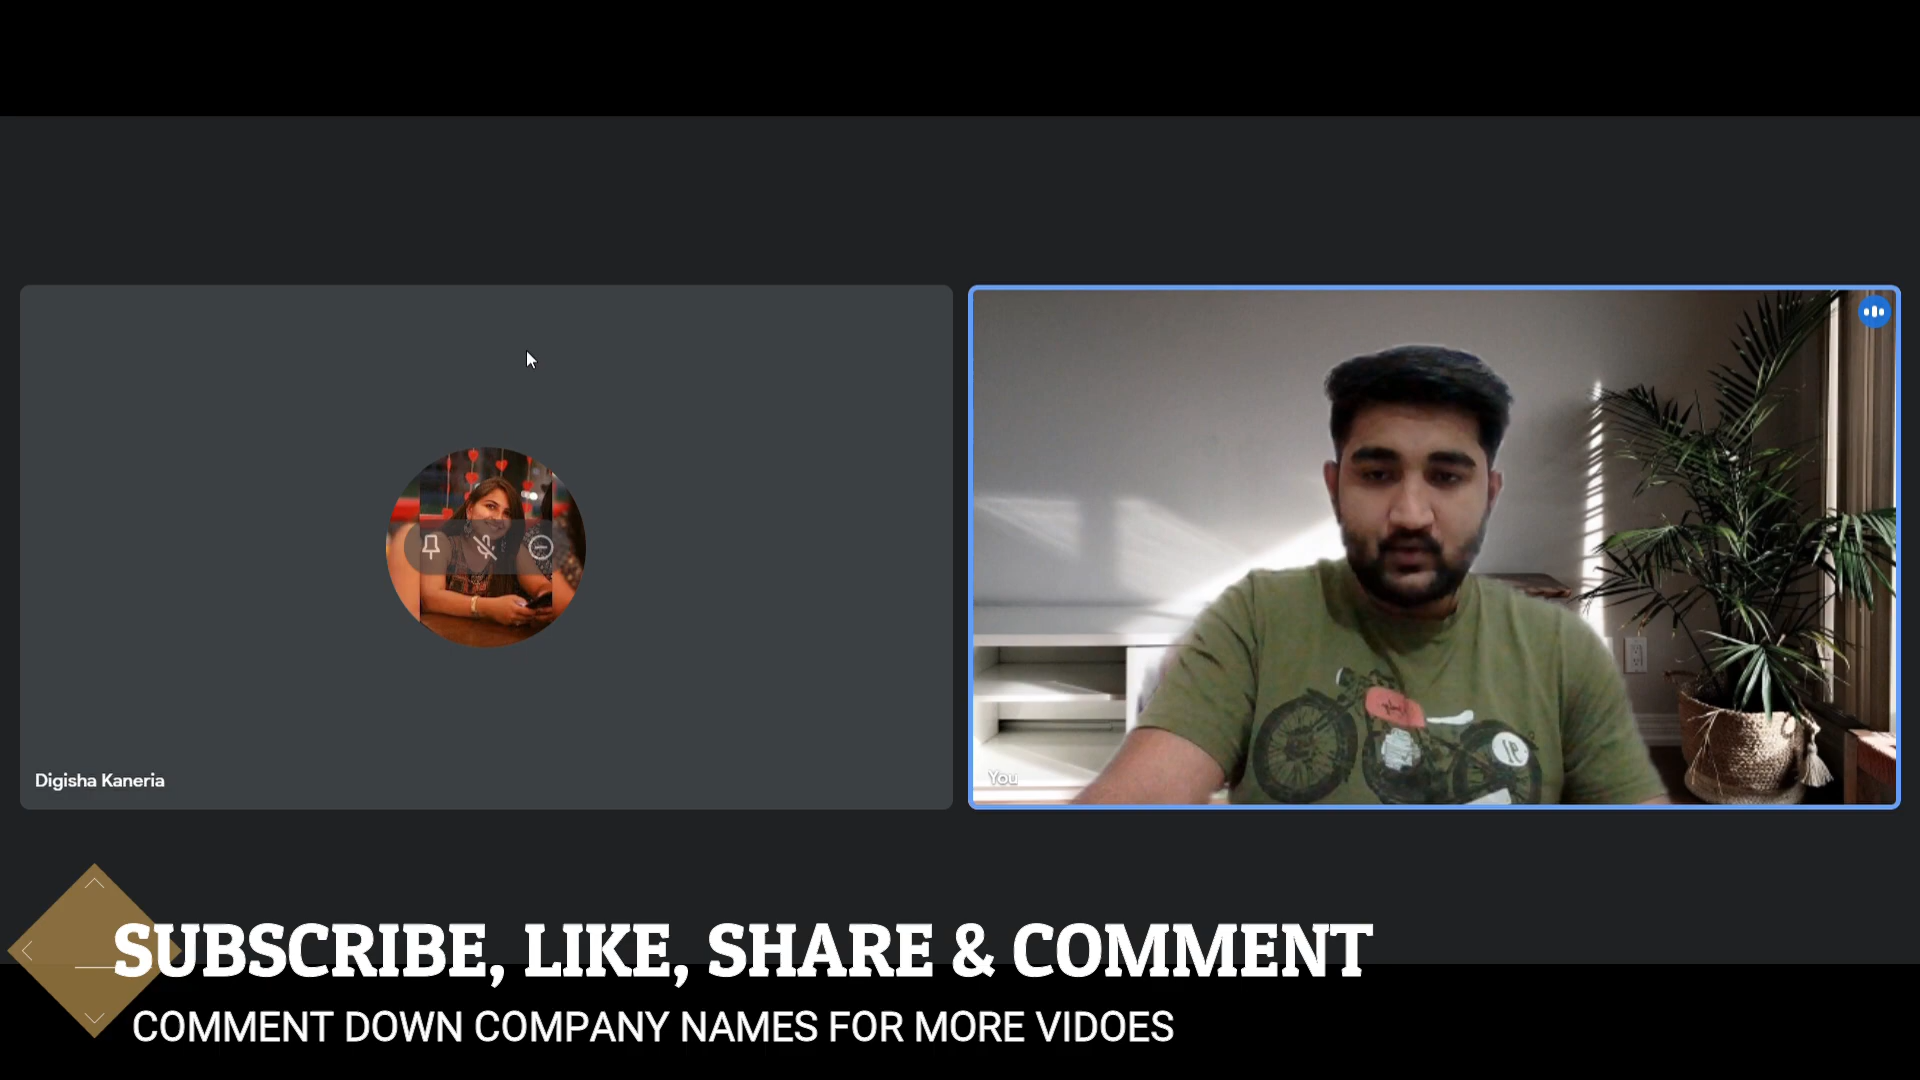 Digisha Kaneria
You
SUBSCRIBE, LIKE, SHARE & COMMENT
COMMENT DOWN COMPANY NAMES FOR MORE VIDOES